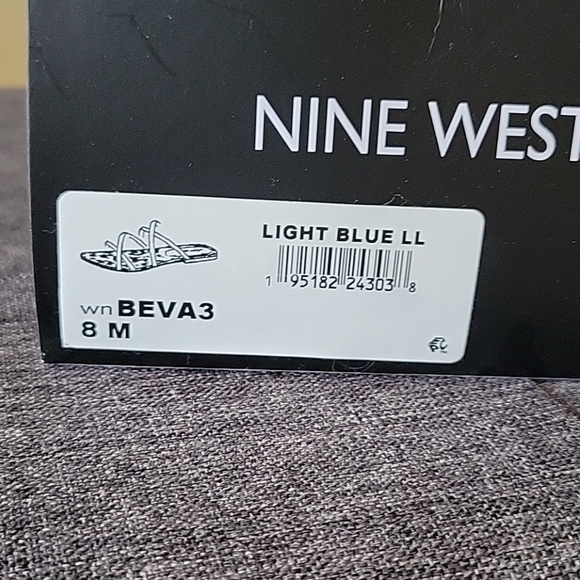 NINE WEST
LIGHT BLUE LL
1 95182 24303 8
wn BEVA3
8 M